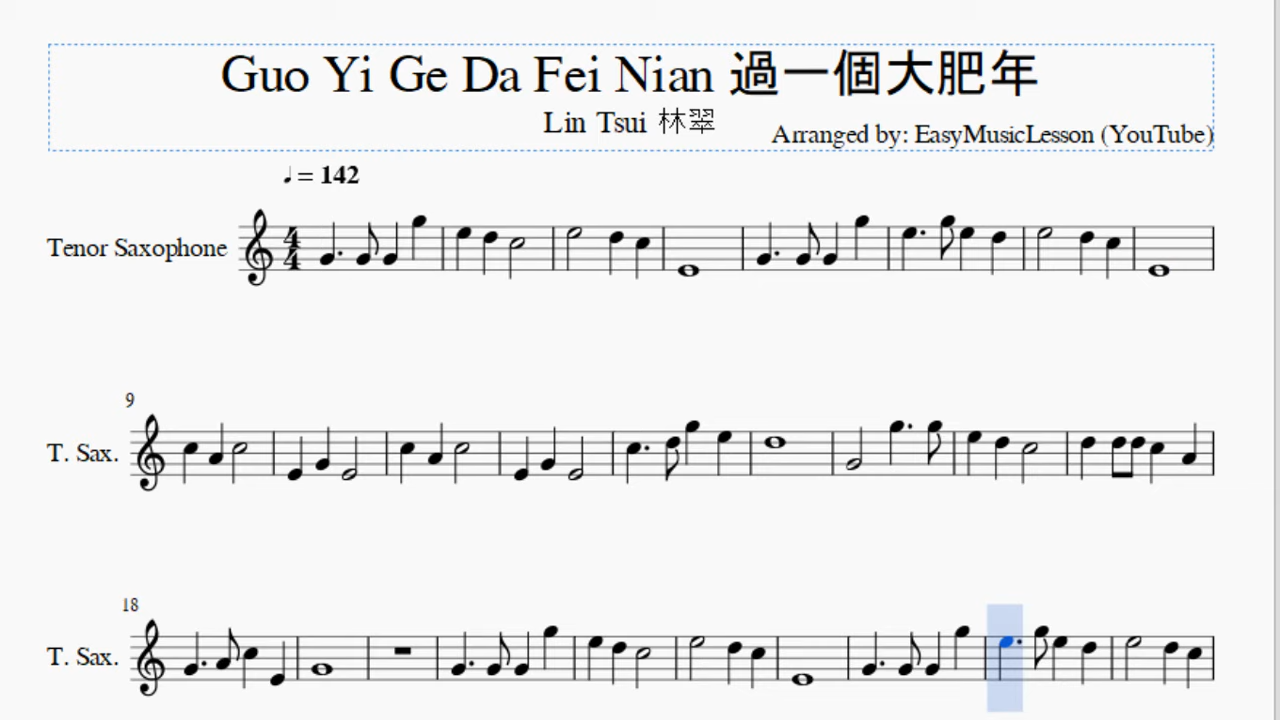 Guo Yi Ge Da Fei Nian 過一個大肥年
Lin Tsui 林翠
Arranged by: EasyMusicLesson (YouTube)
♩ = 142
Tenor Saxophone
4
4
9
T. Sax.
18
T. Sax.